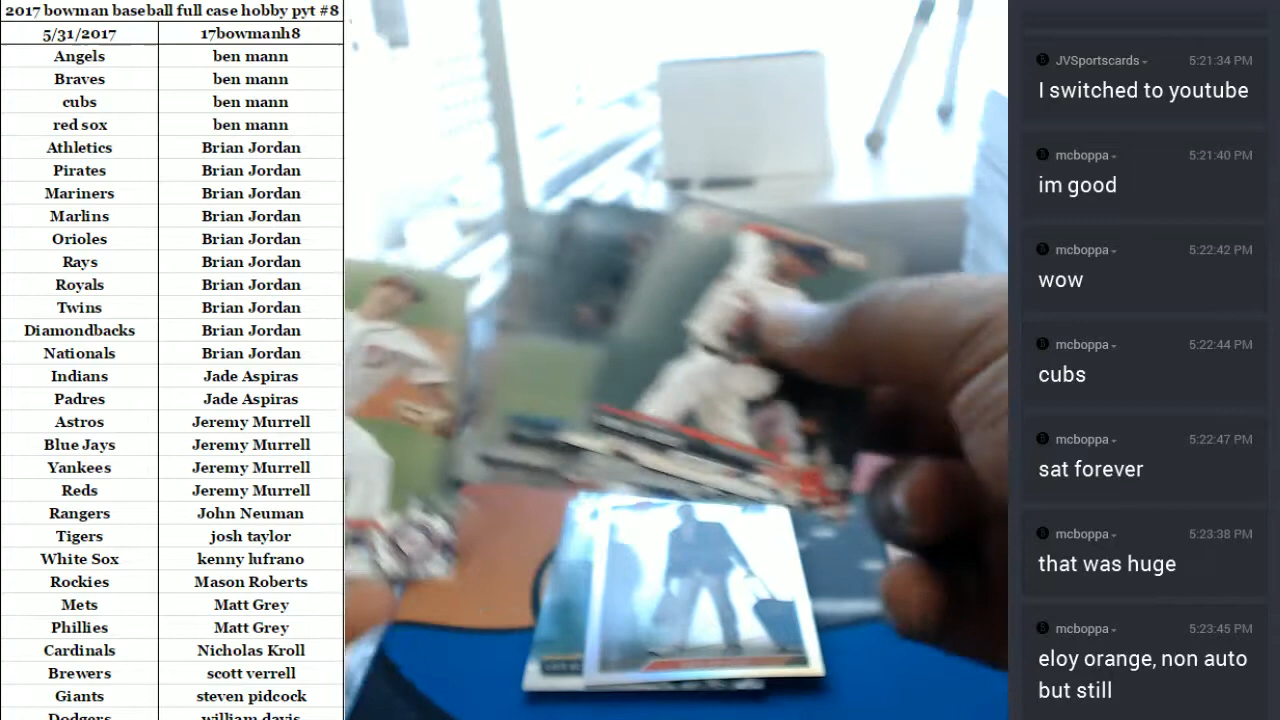 2017 bowman baseball full case hobby pyt #8
5/31/2017 17bowmanh8
Angels ben mann
Braves ben mann
cubs ben mann
red sox ben mann
Athletics Brian Jordan
Pirates Brian Jordan
Mariners Brian Jordan
Marlins Brian Jordan
Orioles Brian Jordan
Rays Brian Jordan
Royals Brian Jordan
Twins Brian Jordan
Diamondbacks Brian Jordan
Nationals Brian Jordan
Indians Jade Aspiras
Padres Jade Aspiras
Astros Jeremy Murrell
Blue Jays Jeremy Murrell
Yankees Jeremy Murrell
Reds Jeremy Murrell
Rangers John Neuman
Tigers josh taylor
White Sox kenny lufrano
Rockies Mason Roberts
Mets Matt Grey
Phillies Matt Grey
Cardinals Nicholas Kroll
Brewers scott verrell
Giants steven pidcock
Dodgers william davis
JVSportscards 5:21:34 PM
I switched to youtube
mcboppa 5:21:40 PM
im good
mcboppa 5:22:42 PM
wow
mcboppa 5:22:44 PM
cubs
mcboppa 5:22:47 PM
sat forever
mcboppa 5:23:38 PM
that was huge
mcboppa 5:23:45 PM
eloy orange, non auto
but still